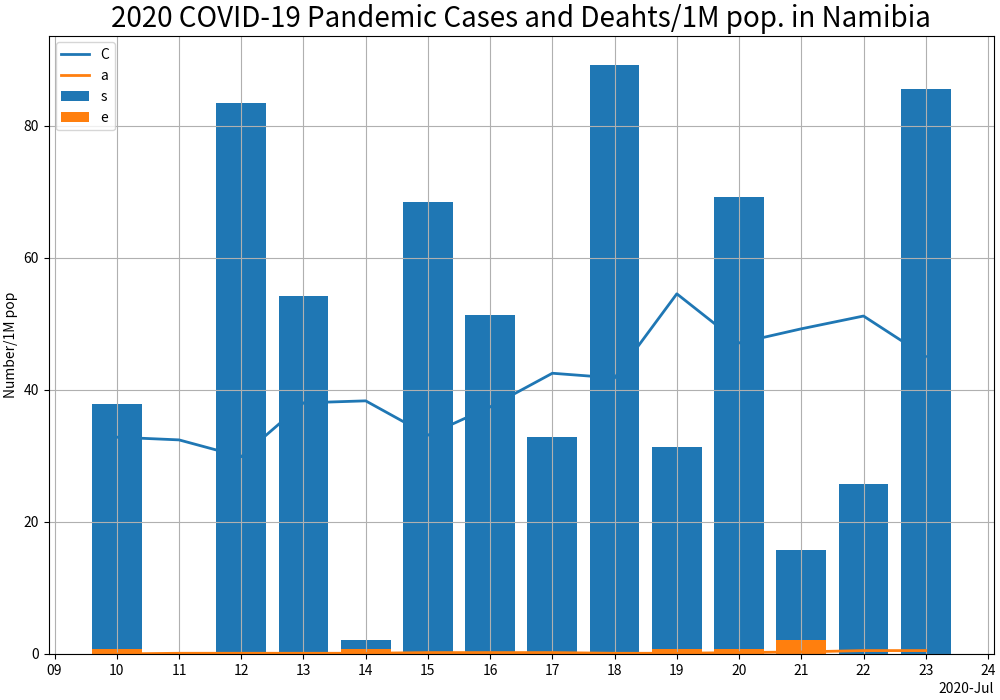 2020 COVID-19 Pandemic Cases and Deahts/1M pop. in Namibia
C
a
s
e
Number/1M pop
80
60
40
20
0
09 10 11 12 13 14 15 16 17 18 19 20 21 22 23 24
2020-Jul